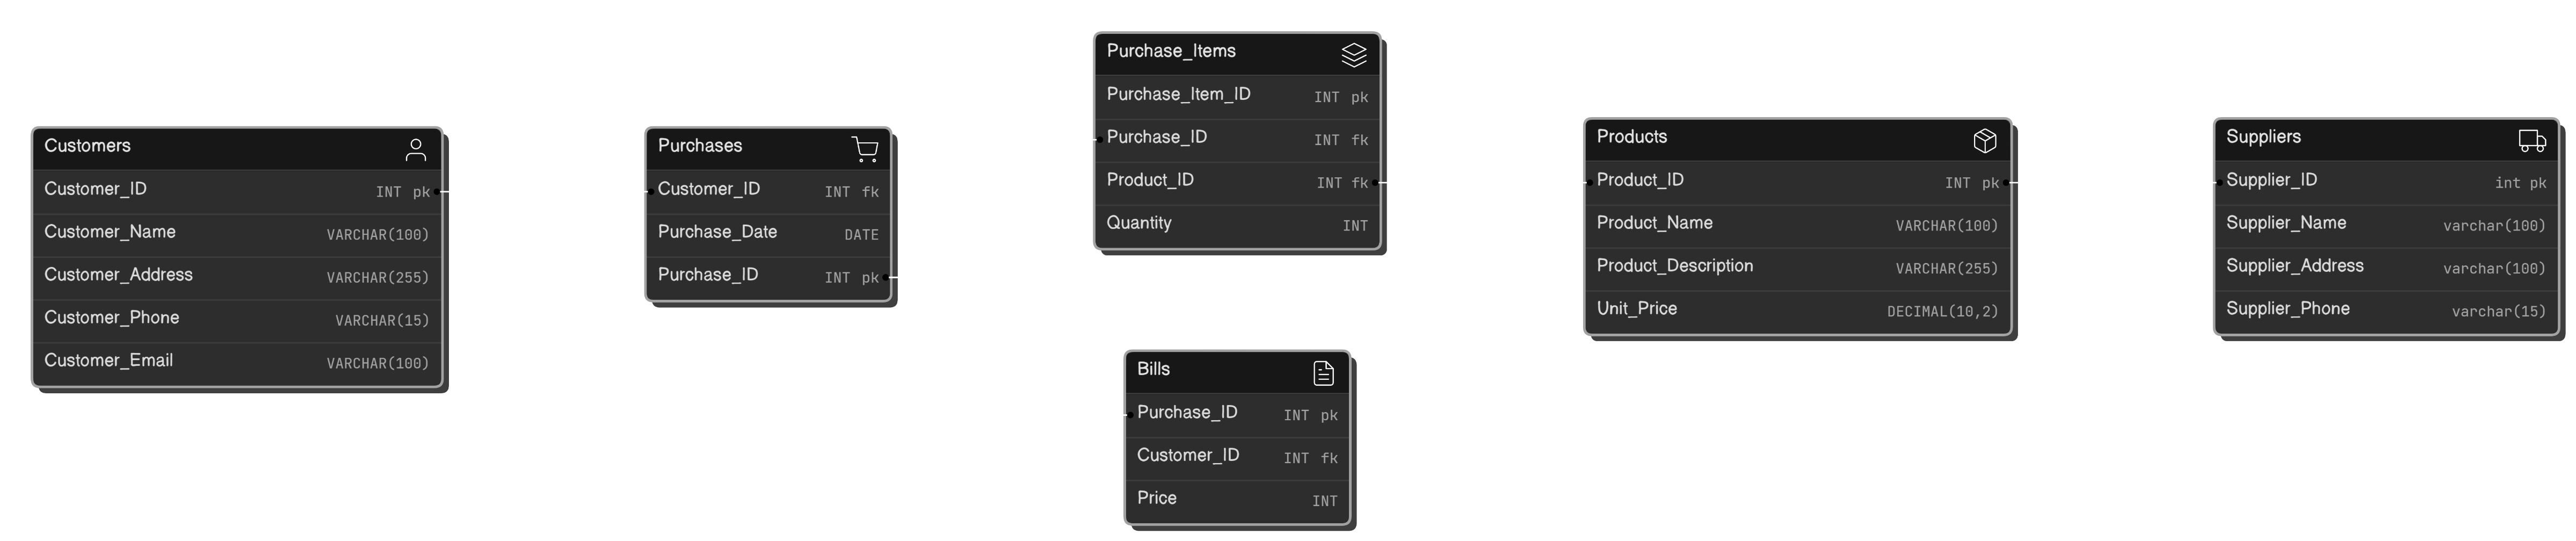 Customers
Customer_ID INT pk
Customer_Name VARCHAR(100)
Customer_Address VARCHAR(255)
Customer_Phone VARCHAR(15)
Customer_Email VARCHAR(100)
Purchases
Customer_ID INT fk
Purchase_Date DATE
Purchase_ID INT pk
Purchase_Items
Purchase_Item_ID INT pk
Purchase_ID INT fk
Product_ID INT fk
Quantity INT
Bills
Purchase_ID INT pk
Customer_ID INT fk
Price INT
Products
Product_ID INT pk
Product_Name VARCHAR(100)
Product_Description VARCHAR(255)
Unit_Price DECIMAL(10,2)
Suppliers
Supplier_ID int pk
Supplier_Name varchar(100)
Supplier_Address varchar(100)
Supplier_Phone varchar(15)